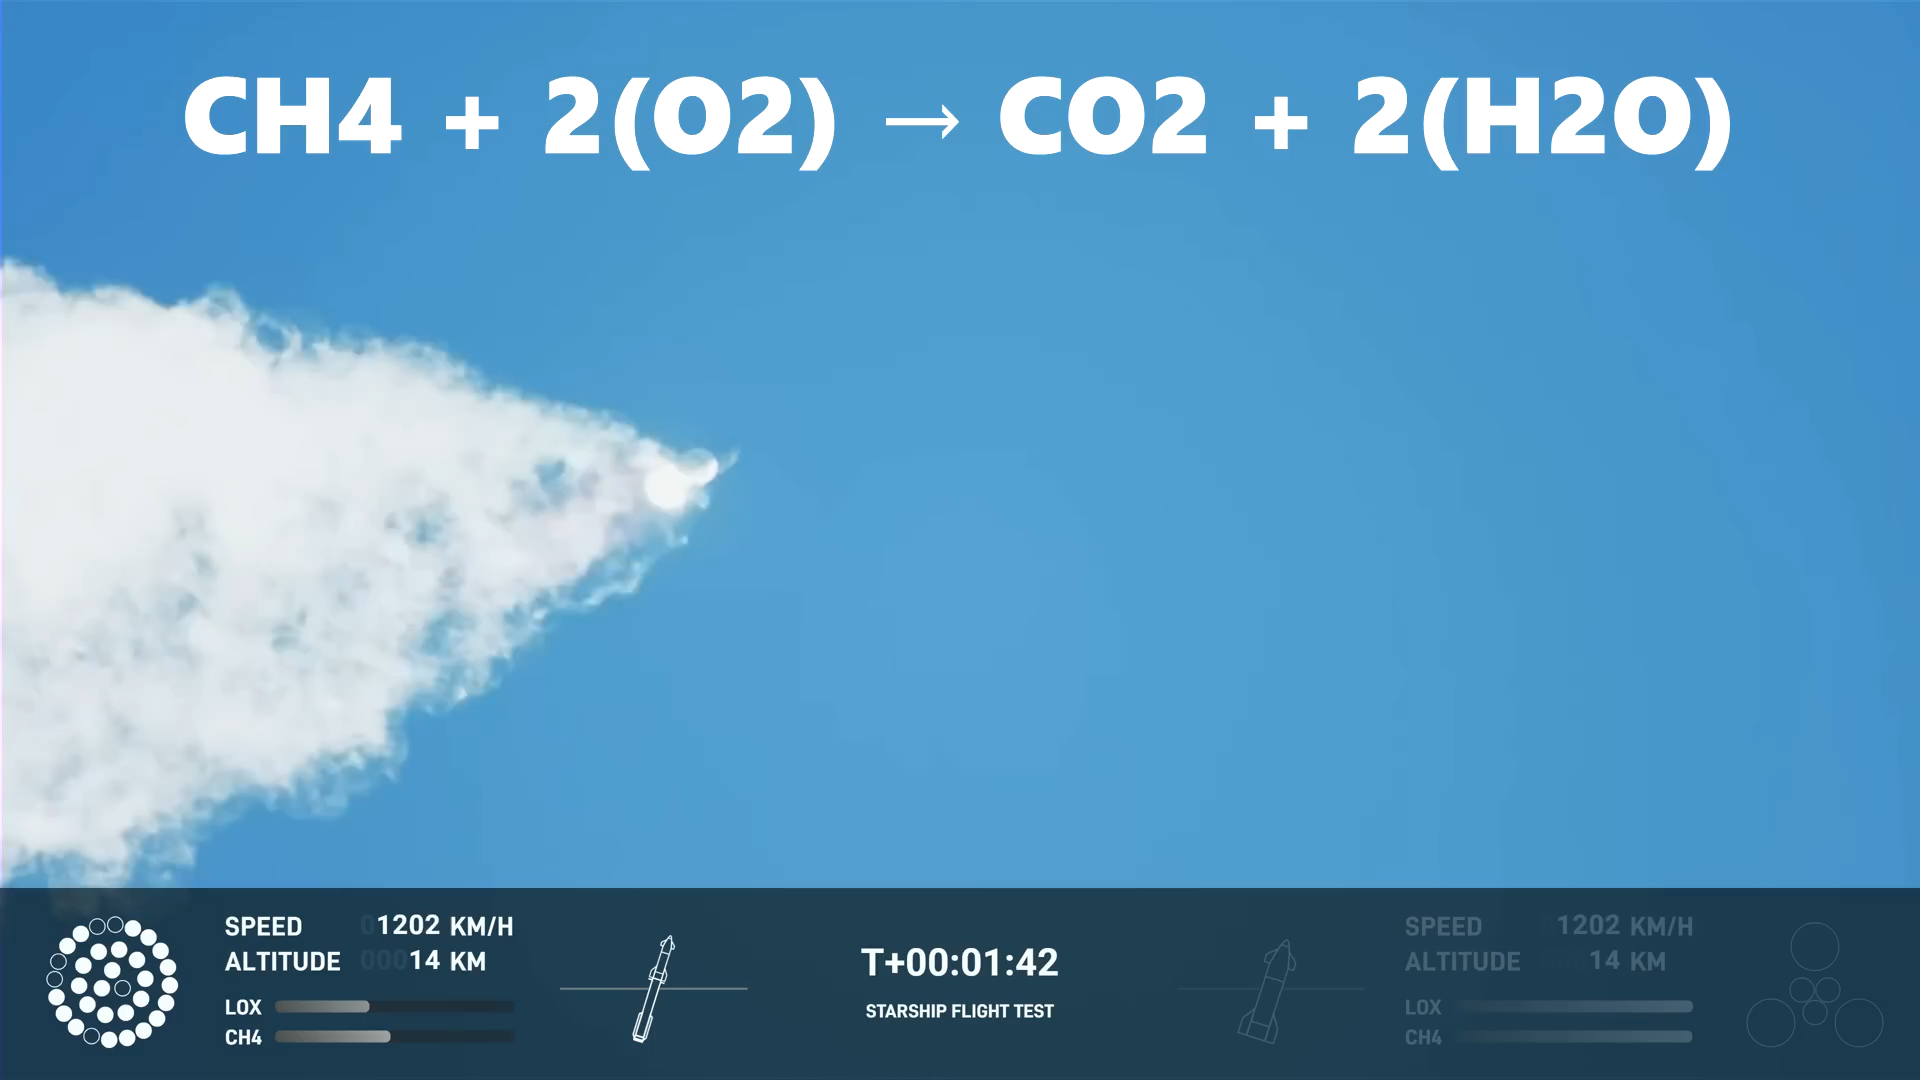 CH4 + 2(O2) → CO2 + 2(H2O)
SPEED 01202 KM/H
ALTITUDE 00014 KM
LOX
CH4
T+00:01:42
STARSHIP FLIGHT TEST
SPEED 1202 KM/H
ALTITUDE 14 KM
LOX
CH4